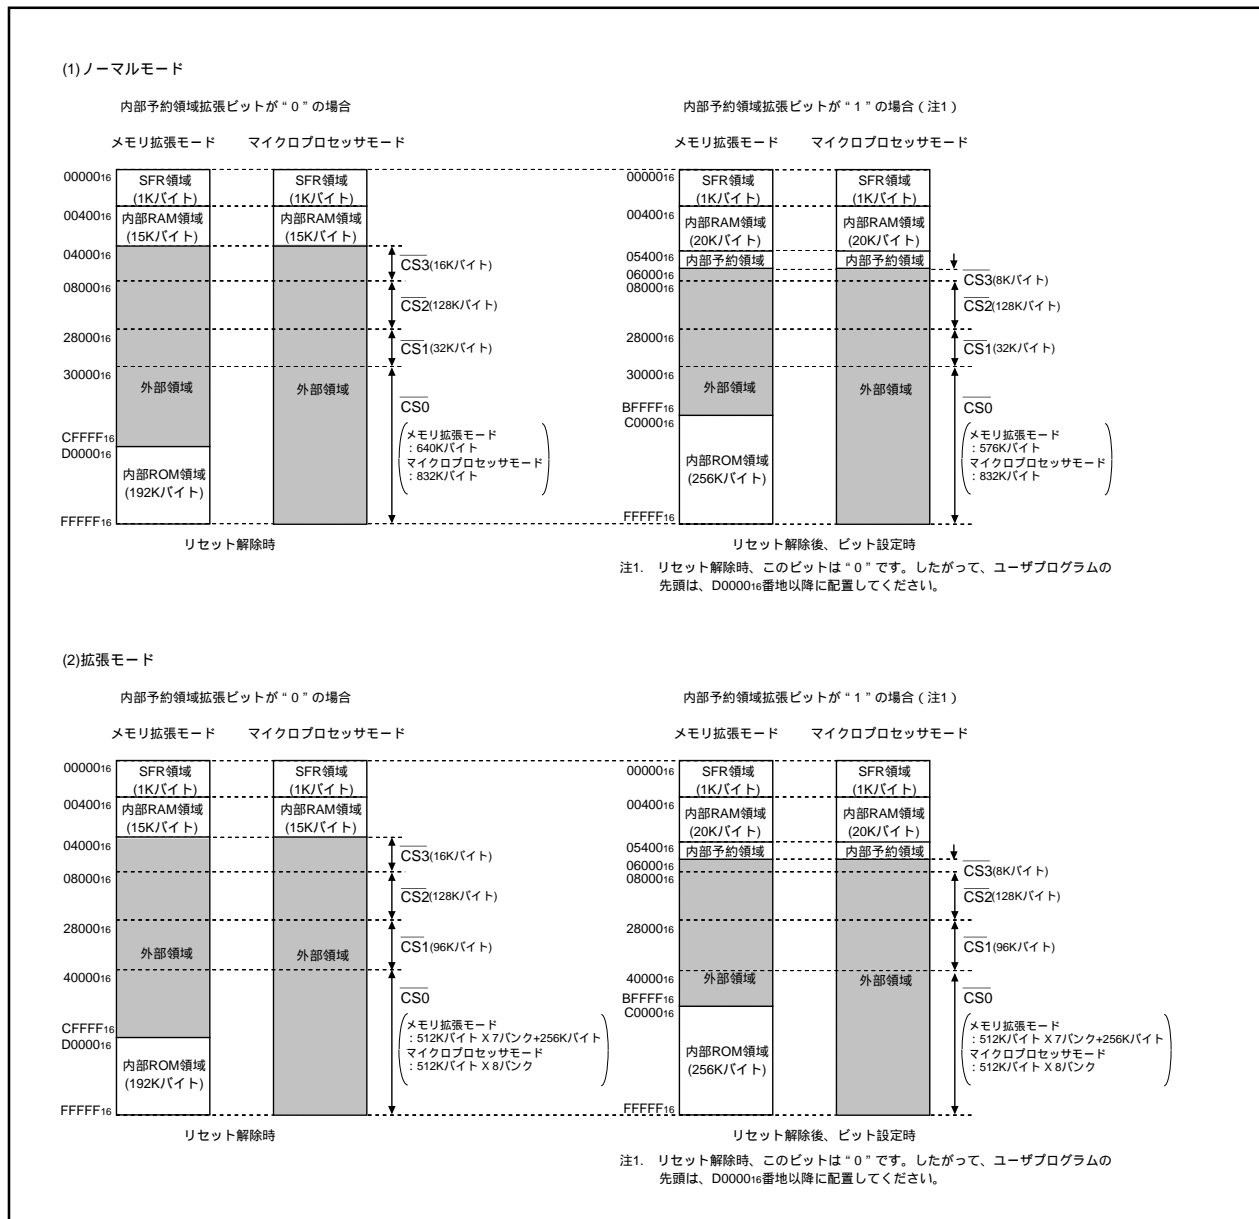 (1)ノーマルモード
内部予約領域拡張ビットが“0”の場合
メモリ拡張モード
マイクロプロセッサモード
0000016
0040016
0400016
0800016
2800016
3000016
CFFFF16
D000016
FFFFF16
SFR領域
(1Kバイト)
内部RAM領域
(15Kバイト)
外部領域
内部ROM領域
(192Kバイト)
SFR領域
(1Kバイト)
内部RAM領域
(15Kバイト)
外部領域
CS3(16Kバイト)
CS2(128Kバイト)
CS1(32Kバイト)
CS0
メモリ拡張モード
:640Kバイト
マイクロプロセッサモード
:832Kバイト
リセット解除時
内部予約領域拡張ビットが“1”の場合(注1)
メモリ拡張モード
マイクロプロセッサモード
0000016
0040016
0540016
0600016
0800016
2800016
3000016
BFFFF16
C000016
FFFFF16
SFR領域
(1Kバイト)
内部RAM領域
(20Kバイト)
内部予約領域
外部領域
内部ROM領域
(256Kバイト)
SFR領域
(1Kバイト)
内部RAM領域
(20Kバイト)
内部予約領域
外部領域
CS3(8Kバイト)
CS2(128Kバイト)
CS1(32Kバイト)
CS0
メモリ拡張モード
:576Kバイト
マイクロプロセッサモード
:832Kバイト
リセット解除後、ビット設定時
注1. リセット解除時、このビットは“0”です。したがって、ユーザプログラムの
先頭は、D000016番地以降に配置してください。
(2)拡張モード
内部予約領域拡張ビットが“0”の場合
メモリ拡張モード
マイクロプロセッサモード
0000016
0040016
0400016
0800016
2800016
4000016
CFFFF16
D000016
FFFFF16
SFR領域
(1Kバイト)
内部RAM領域
(15Kバイト)
外部領域
内部ROM領域
(192Kバイト)
SFR領域
(1Kバイト)
内部RAM領域
(15Kバイト)
外部領域
CS3(16Kバイト)
CS2(128Kバイト)
CS1(96Kバイト)
CS0
メモリ拡張モード
:512Kバイト X 7バンク+256Kバイト
マイクロプロセッサモード
:512Kバイト X 8バンク
リセット解除時
内部予約領域拡張ビットが“1”の場合(注1)
メモリ拡張モード
マイクロプロセッサモード
0000016
0040016
0540016
0600016
0800016
2800016
4000016
BFFFF16
C000016
FFFFF16
SFR領域
(1Kバイト)
内部RAM領域
(20Kバイト)
内部予約領域
外部領域
内部ROM領域
(256Kバイト)
SFR領域
(1Kバイト)
内部RAM領域
(20Kバイト)
内部予約領域
外部領域
CS3(8Kバイト)
CS2(128Kバイト)
CS1(96Kバイト)
CS0
メモリ拡張モード
:512Kバイト X 7バンク+256Kバイト
マイクロプロセッサモード
:512Kバイト X 8バンク
リセット解除後、ビット設定時
注1. リセット解除時、このビットは“0”です。したがって、ユーザプログラムの
先頭は、D000016番地以降に配置してください。